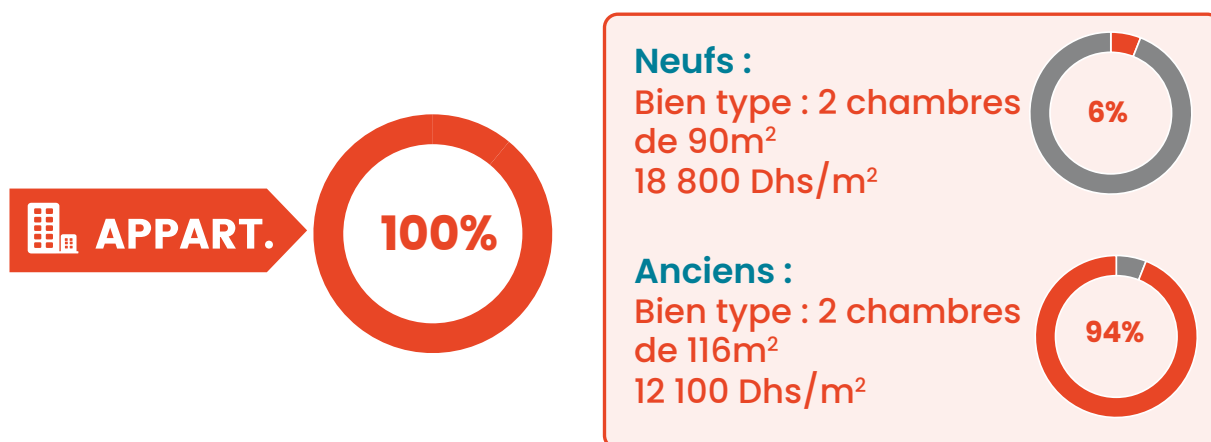 APPART.
100%
Neufs :
Bien type : 2 chambres
de 90m²
18 800 Dhs/m²
6%
Anciens :
Bien type : 2 chambres
de 116m²
12 100 Dhs/m²
94%